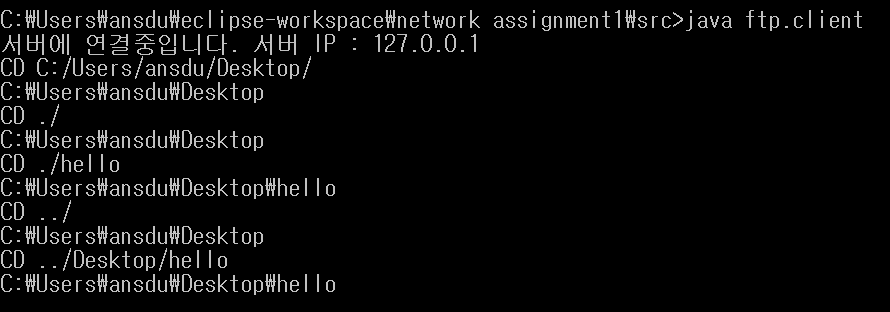 C:₩Users₩ansdu₩eclipse-workspace₩network assignment1₩src>java ftp.client
서버에 연결중입니다. 서버 IP : 127.0.0.1
CD C:/Users/ansdu/Desktop/
C:₩Users₩ansdu₩Desktop
CD ./
C:₩Users₩ansdu₩Desktop
CD ./hello
C:₩Users₩ansdu₩Desktop₩hello
CD ../
C:₩Users₩ansdu₩Desktop
CD ../Desktop/hello
C:₩Users₩ansdu₩Desktop₩hello